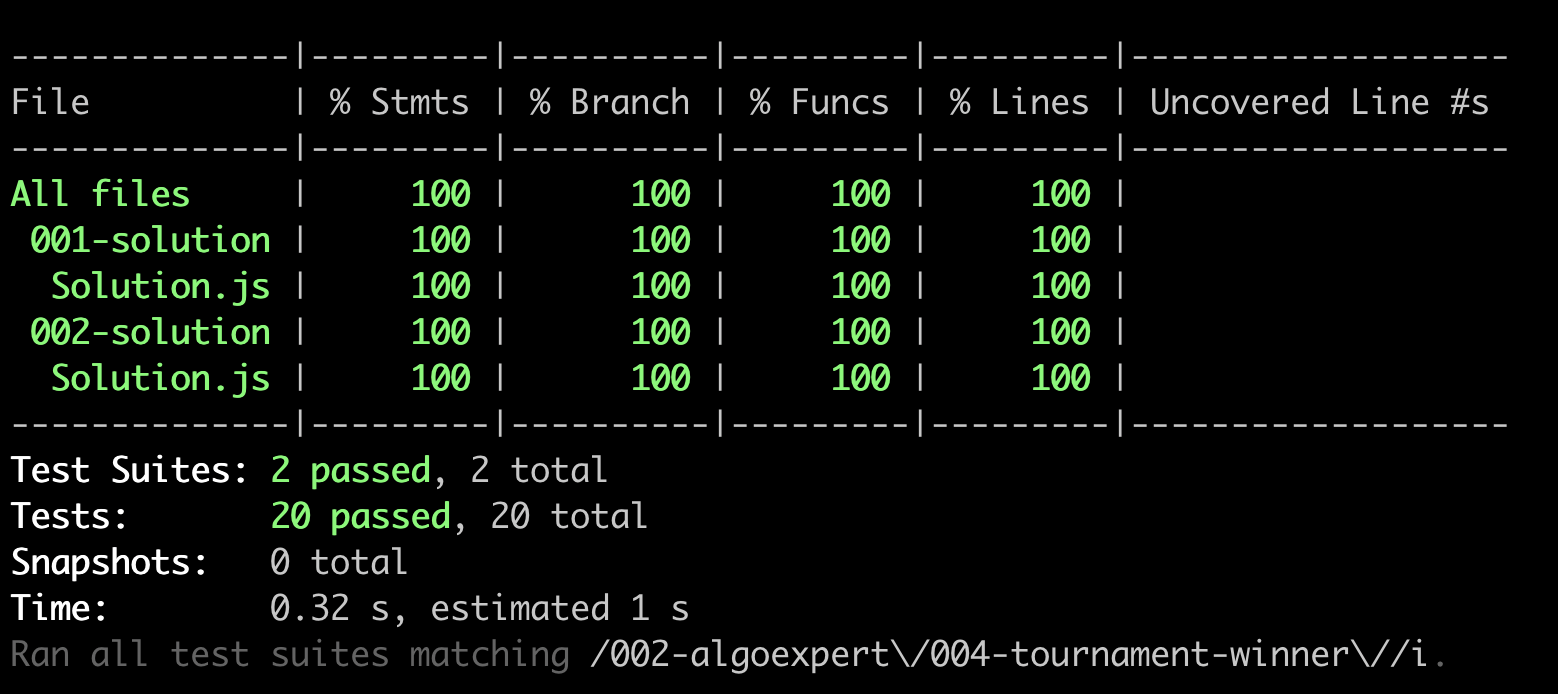 --------------|---------|----------|---------|---------|-------------------
File          | % Stmts | % Branch | % Funcs | % Lines | Uncovered Line #s
--------------|---------|----------|---------|---------|-------------------
All files     |     100 |      100 |     100 |     100 |
 001-solution |     100 |      100 |     100 |     100 |
  Solution.js |     100 |      100 |     100 |     100 |
 002-solution |     100 |      100 |     100 |     100 |
  Solution.js |     100 |      100 |     100 |     100 |
--------------|---------|----------|---------|---------|-------------------
Test Suites: 2 passed, 2 total
Tests:       20 passed, 20 total
Snapshots:   0 total
Time:        0.32 s, estimated 1 s
Ran all test suites matching /002-algoexpert\/004-tournament-winner\//i.